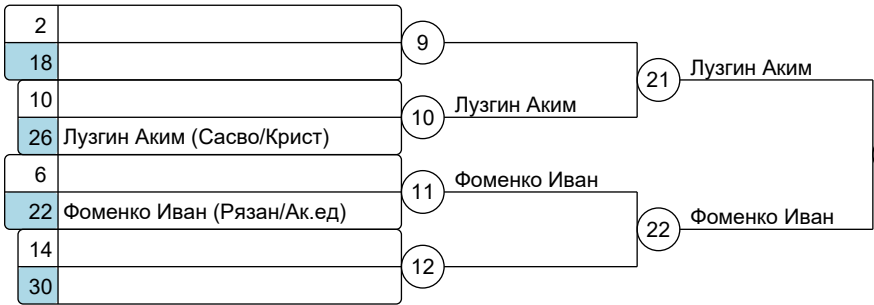 2
9
18
21
Лузгин Аким
10
10
Лузгин Аким
26
Лузгин Аким (Сасво/Крист)
6
11
Фоменко Иван
22
Фоменко Иван (Рязан/Ак.ед)
22
Фоменко Иван
14
12
30